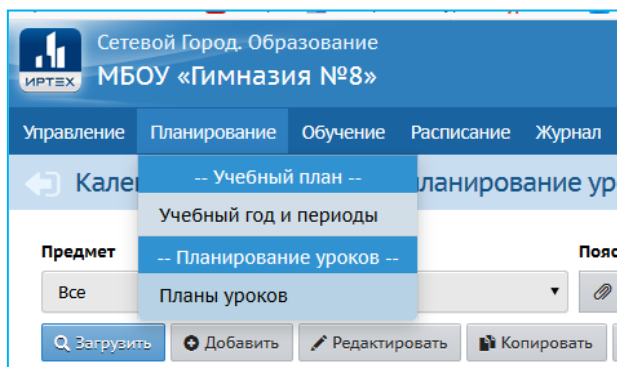 Сетевой Город. Образование
ИРТЕХ МБОУ «Гимназия №8»
Управление Планирование Обучение Расписание Журнал
-- Учебный план --
Учебный год и периоды
Предмет
-- Планирование уроков --
Все
Планы уроков
Загрузить Добавить Редактировать Копировать